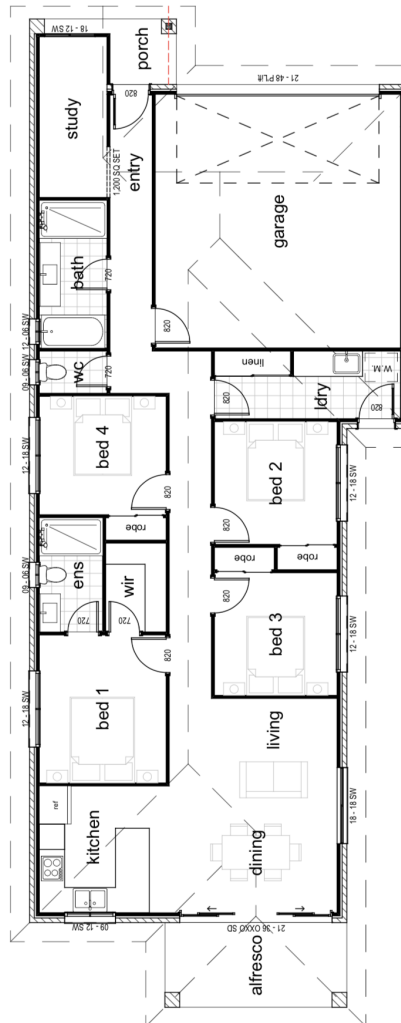 18 - 12 SW
porch
21 - 48 PLift
study
820
entry
1,200 SQ SET
garage
bath
720
12 - 06 SW
820
wc
720
09 - 06 SW
linen
W.M.
ldry
820
820
bed 4
12 - 18 SW
820
robe
bed 2
12 - 18 SW
820
robe
robe
ens
09 - 06 SW
720
wir
720
820
bed 3
12 - 18 SW
820
bed 1
12 - 18 SW
living
ref
kitchen
18 - 18 SW
dining
09 - 12 SW
21 - 36 OXXO SD
alfresco